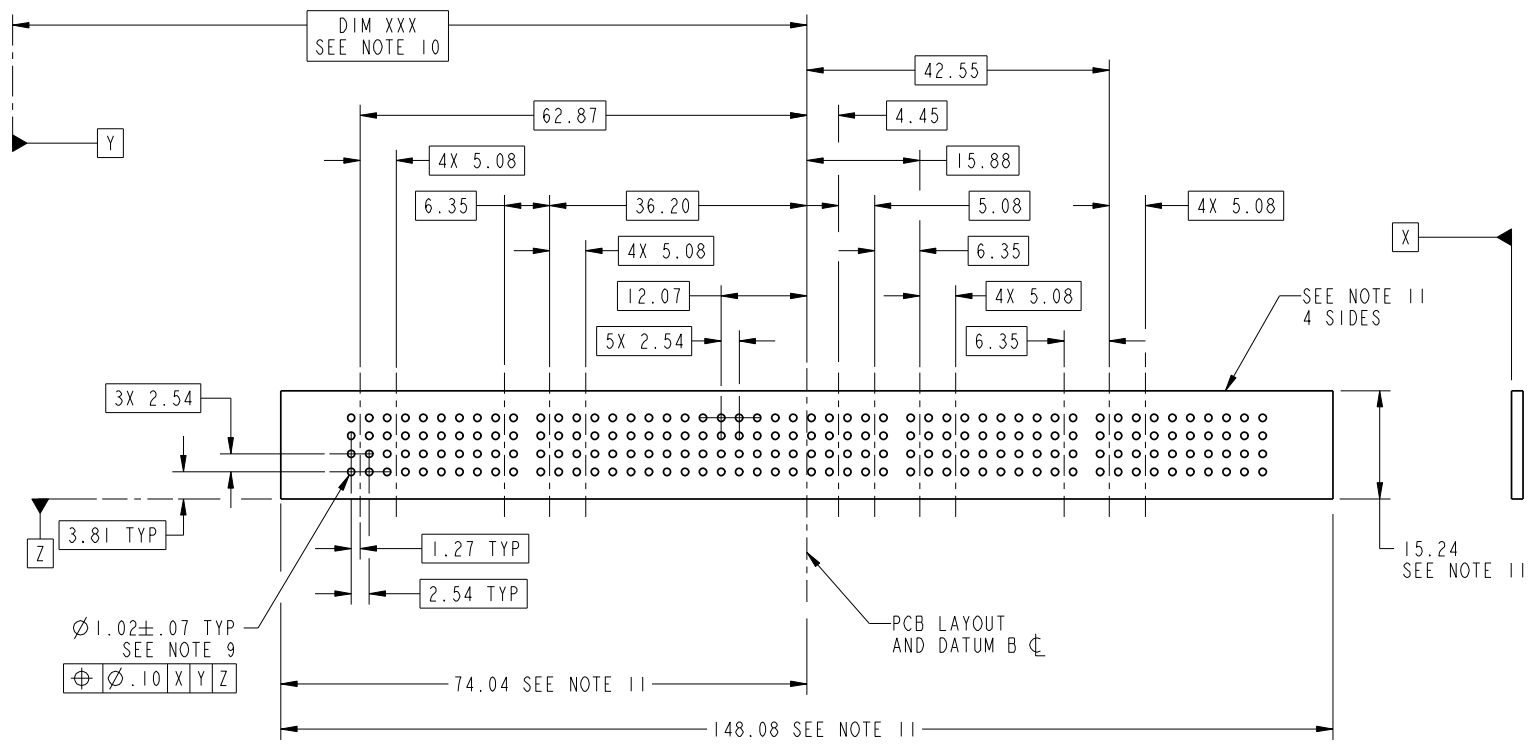 DIM XXX
SEE NOTE 10
42.55
62.87
4.45
Y
4X 5.08
15.88
6.35
36.20
5.08
4X 5.08
X
4X 5.08
6.35
12.07
4X 5.08
SEE NOTE 11
4 SIDES
5X 2.54
6.35
3X 2.54
3.81 TYP
Z
1.27 TYP
15.24
SEE NOTE 11
2.54 TYP
Ø1.02±.07 TYP
SEE NOTE 9
⌖ Ø.10 X Y Z
PCB LAYOUT
AND DATUM B ℄
74.04 SEE NOTE 11
148.08 SEE NOTE 11